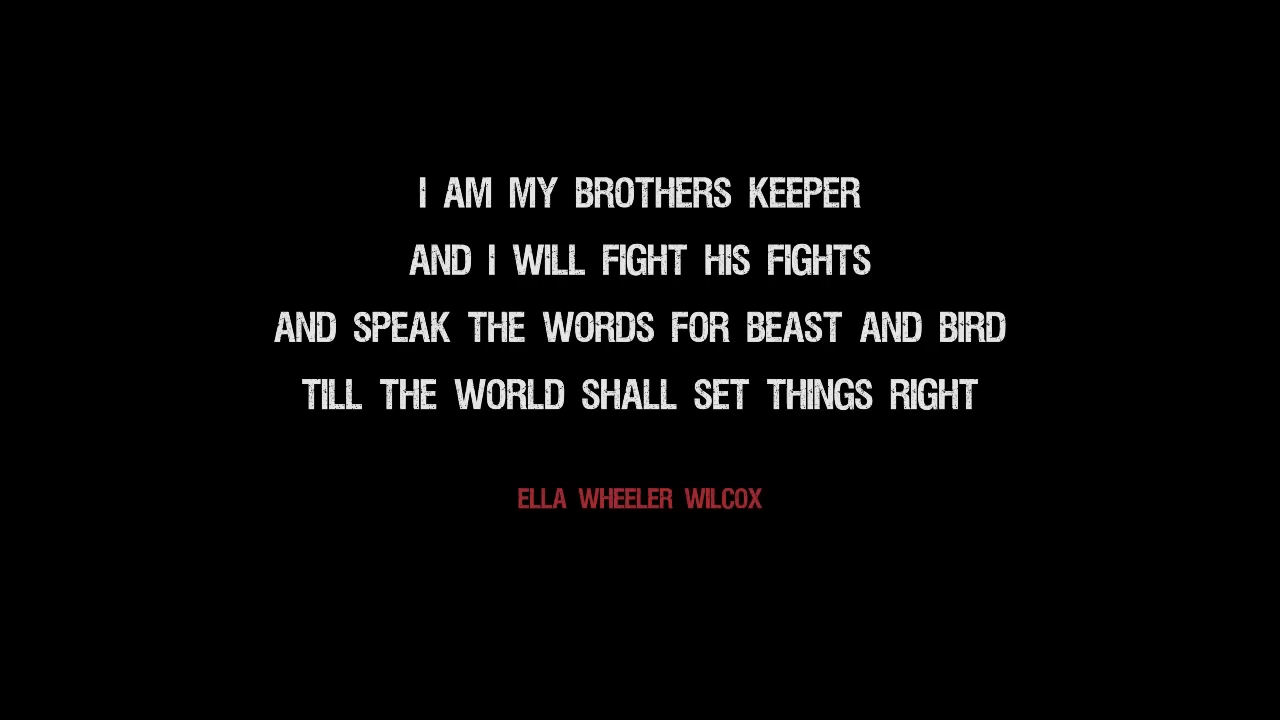 I AM MY BROTHERS KEEPER
AND I WILL FIGHT HIS FIGHTS
AND SPEAK THE WORDS FOR BEAST AND BIRD
TILL THE WORLD SHALL SET THINGS RIGHT
ELLA WHEELER WILCOX